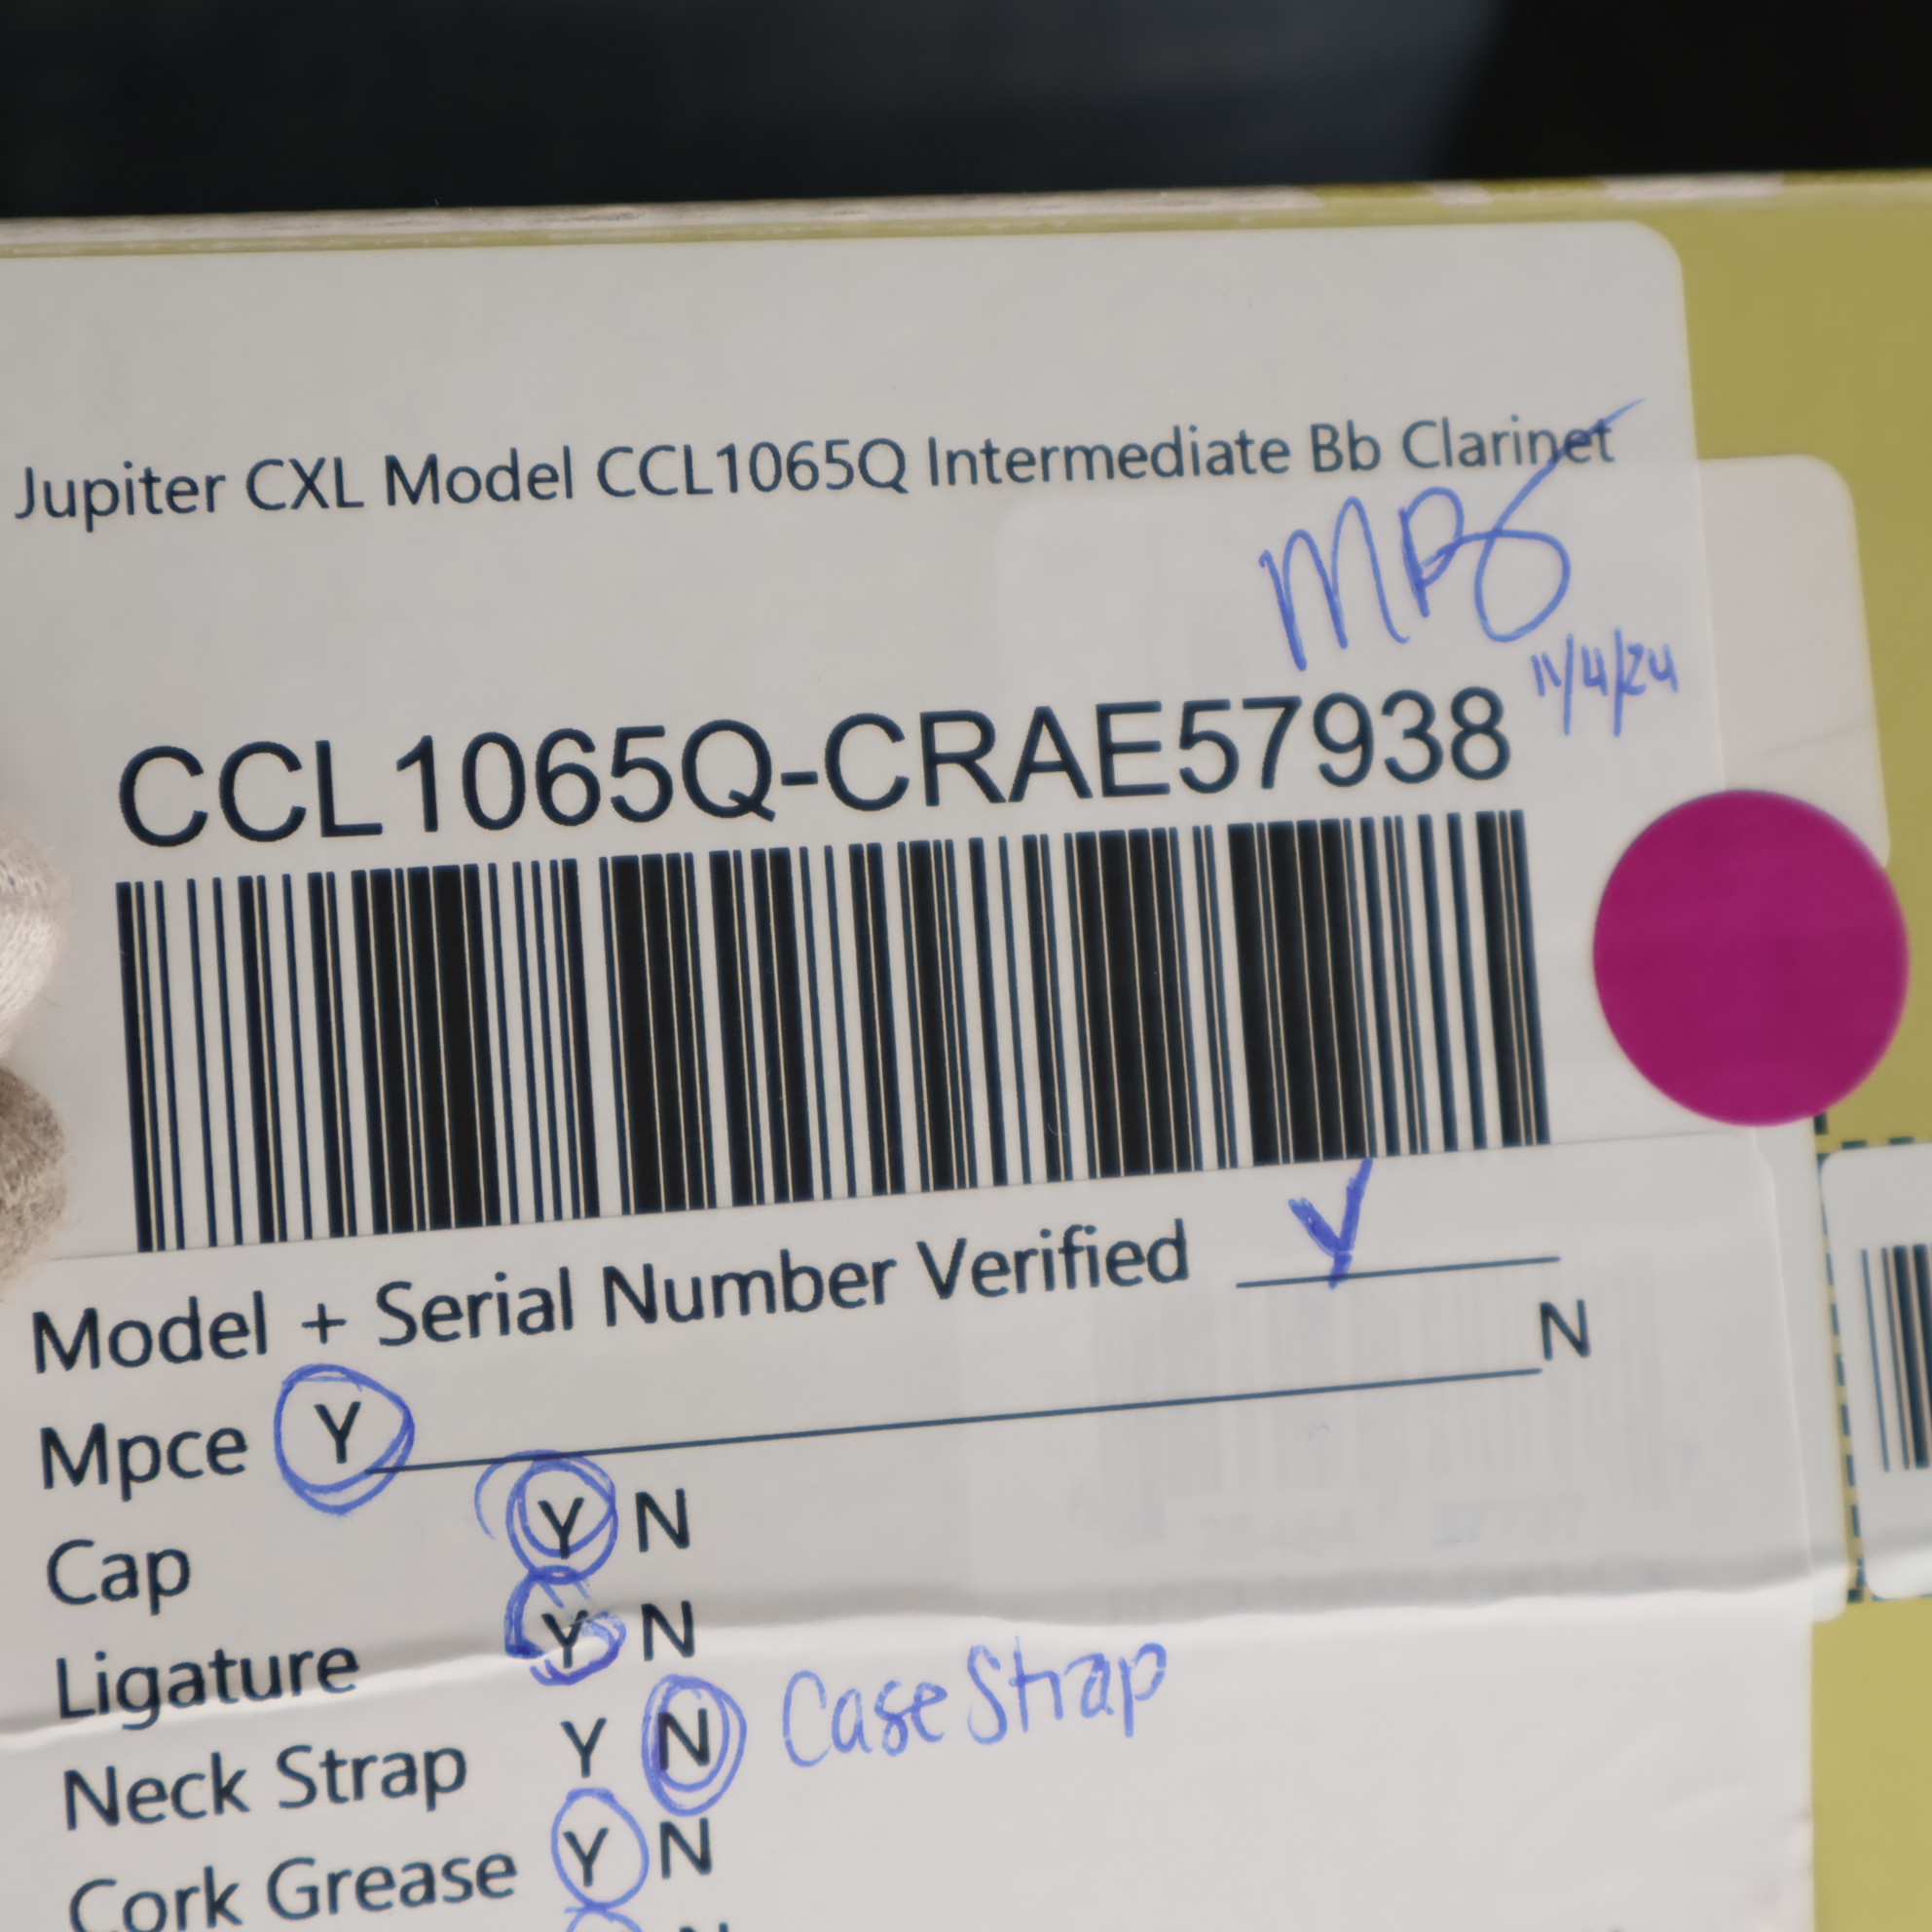 Jupiter CXL Model CCL1065Q Intermediate Bb Clarinet
11/4/24
CCL1065Q-CRAE57938
Model + Serial Number Verified
Mpce Y N
Cap Y N
Ligature Y N
Neck Strap Y N Case Strap
Cork Grease Y N